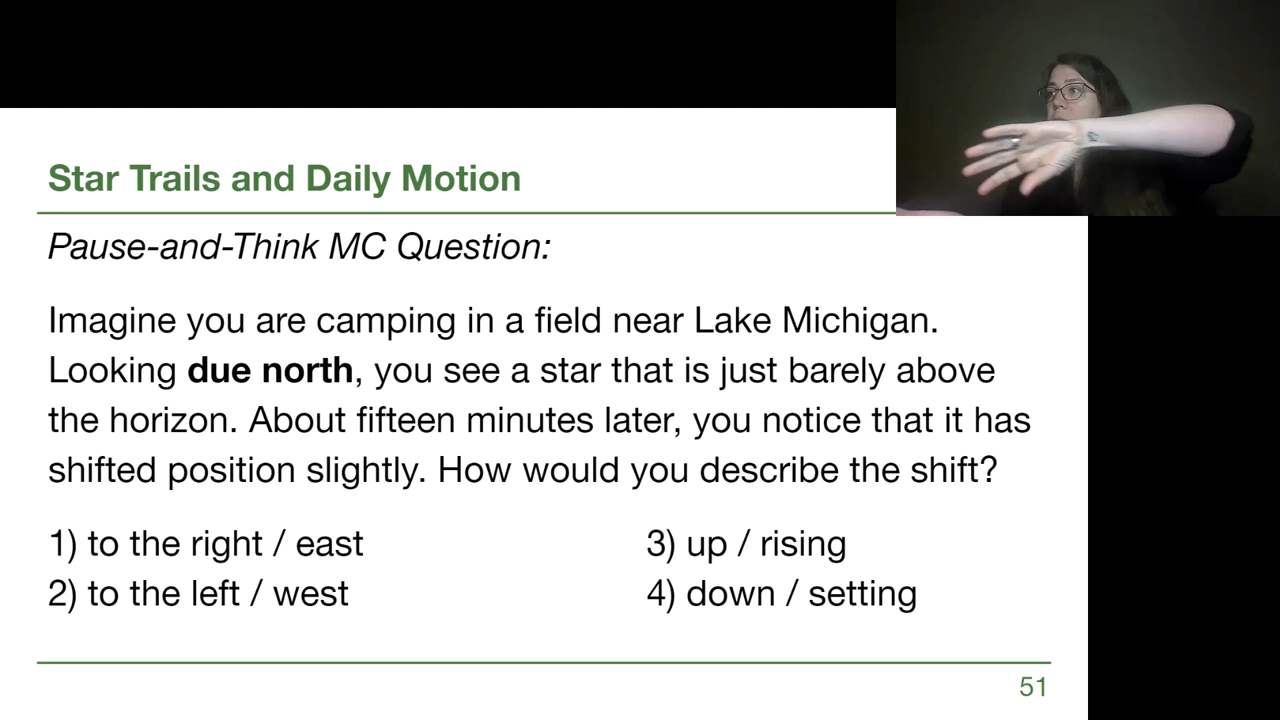 Star Trails and Daily Motion
Pause-and-Think MC Question:
Imagine you are camping in a field near Lake Michigan.
Looking due north, you see a star that is just barely above
the horizon. About fifteen minutes later, you notice that it has
shifted position slightly. How would you describe the shift?
1) to the right / east
2) to the left / west
3) up / rising
4) down / setting
51